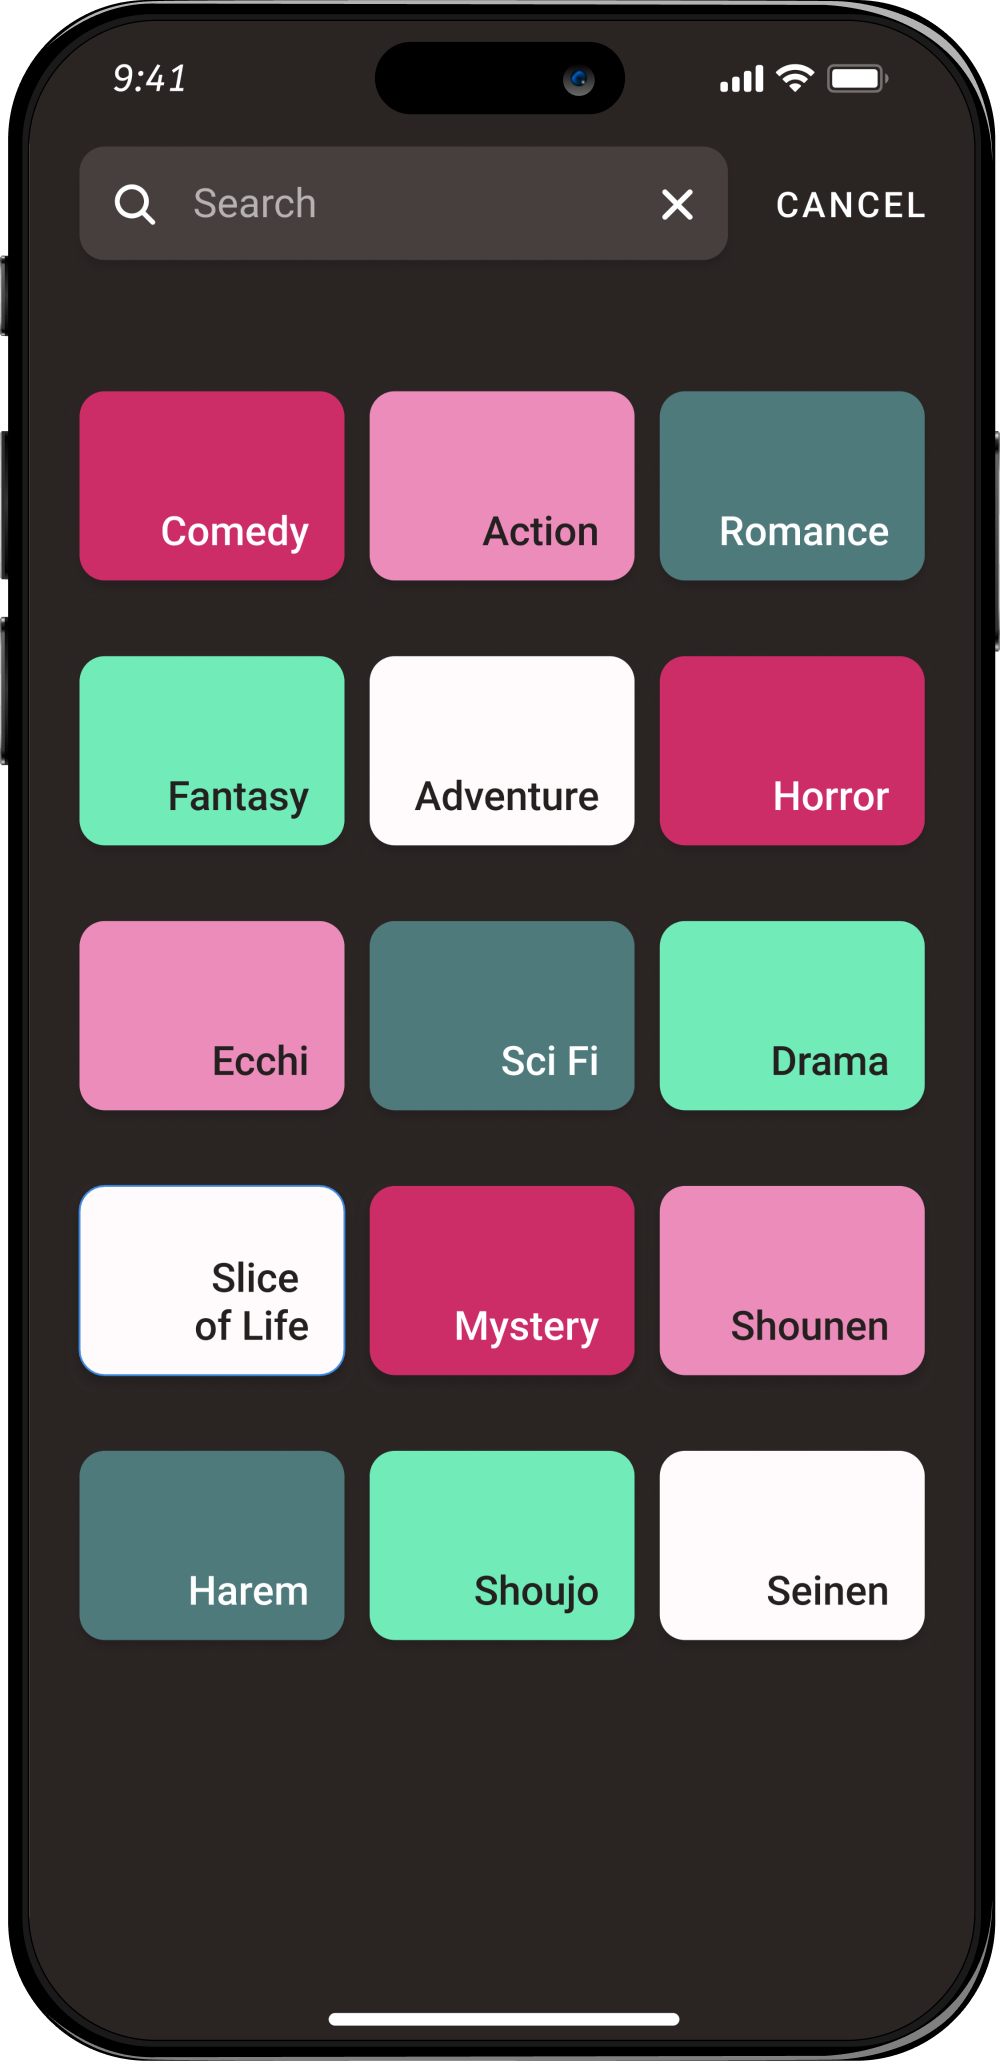 9:41
Search
CANCEL
Comedy
Action
Romance
Fantasy
Adventure
Horror
Ecchi
Sci Fi
Drama
Slice
of Life
Mystery
Shounen
Harem
Shoujo
Seinen